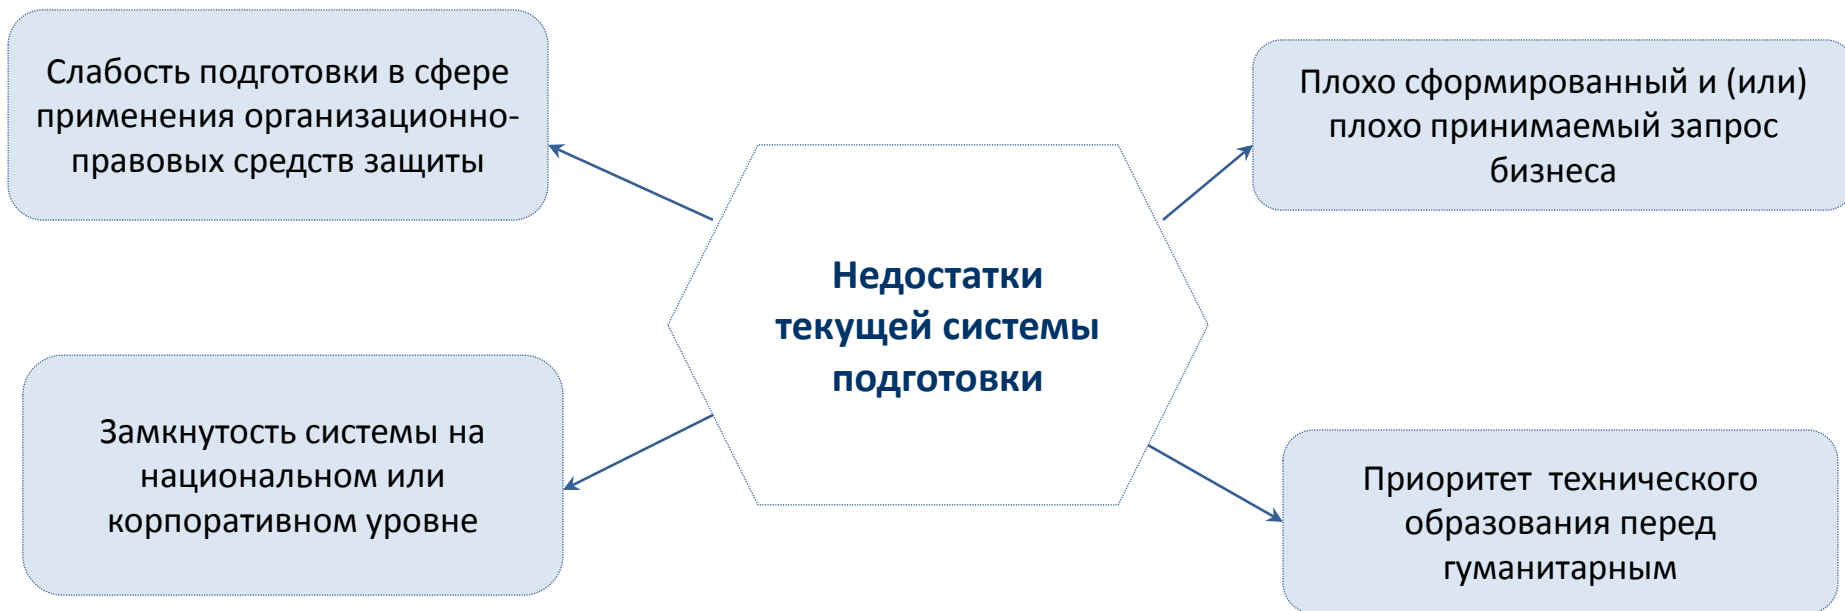 Слабость подготовки в сфере
применения организационно-
правовых средств защиты
Плохо сформированный и (или)
плохо принимаемый запрос
бизнеса
Недостатки
текущей системы
подготовки
Замкнутость системы на
национальном или
корпоративном уровне
Приоритет технического
образования перед
гуманитарным